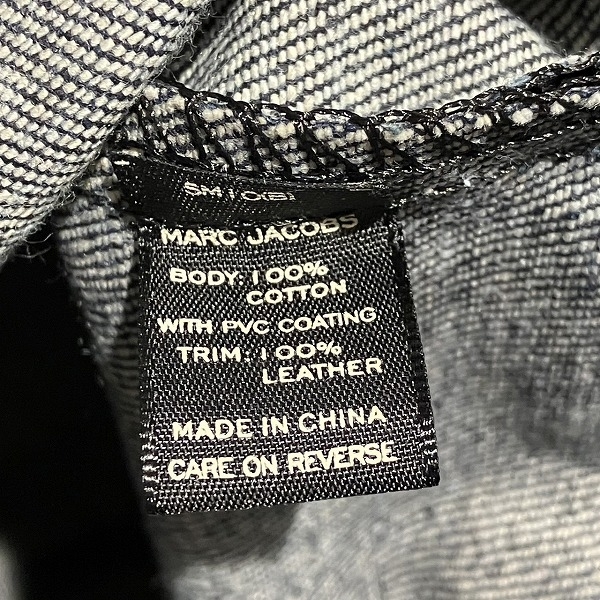 MARC JACOBS
BODY: 100%
COTTON
WITH PVC COATING
TRIM: 100%
LEATHER
MADE IN CHINA
CARE ON REVERSE